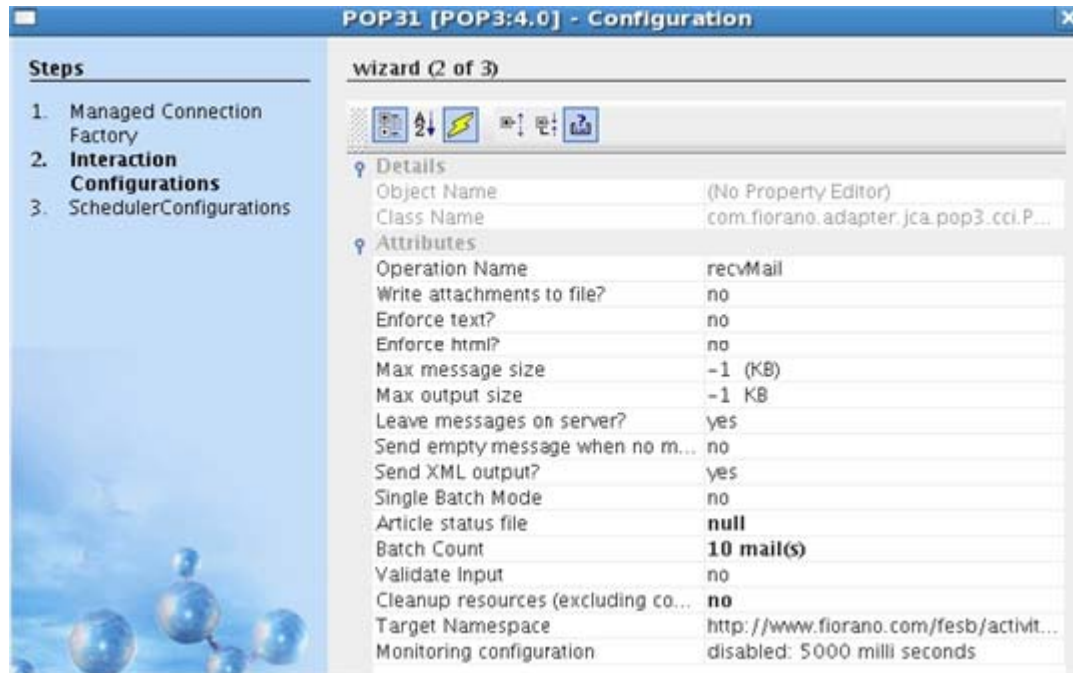 POP31 [POP3:4.0] - Configuration
Steps
1. Managed Connection
Factory
2. Interaction
Configurations
3. SchedulerConfigurations
wizard (2 of 3)
Details
Object Name (No Property Editor)
Class Name com.fiorano.adapter.jca.pop3.cci.P...
Attributes
Operation Name recvMail
Write attachments to file? no
Enforce text? no
Enforce html? no
Max message size -1 (KB)
Max output size -1 KB
Leave messages on server? yes
Send empty message when no m... no
Send XML output? yes
Single Batch Mode no
Article status file null
Batch Count 10 mail(s)
Validate Input no
Cleanup resources (excluding co... no
Target Namespace http://www.fiorano.com/fesb/activit...
Monitoring configuration disabled: 5000 milli seconds